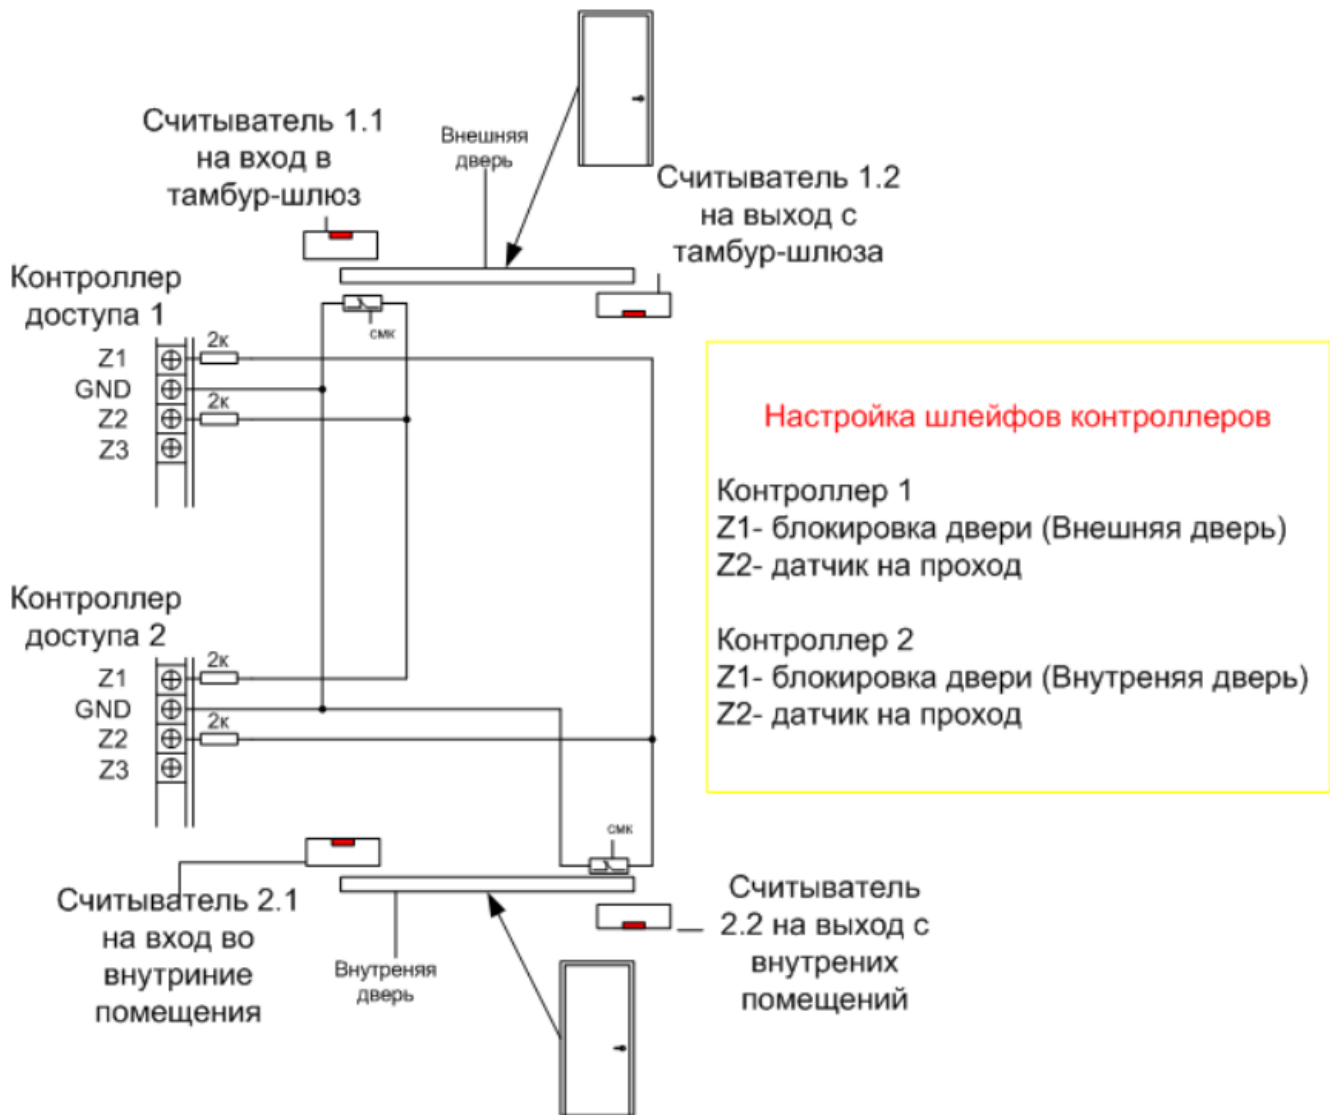 Считыватель 1.1
на вход в
тамбур-шлюз
Внешняя
дверь
Считыватель 1.2
на выход с
тамбур-шлюза
Контроллер
доступа 1
смк
Z1
2к
GND
Z2
2к
Z3
Настройка шлейфов контроллеров
Контроллер 1
Z1- блокировка двери (Внешняя дверь)
Z2- датчик на проход
Контроллер 2
Z1- блокировка двери (Внутреняя дверь)
Z2- датчик на проход
Контроллер
доступа 2
Z1
2к
GND
Z2
2к
Z3
смк
Считыватель 2.1
на вход во
внутриние
помещения
Внутреняя
дверь
Считыватель
2.2 на выход с
внутрених
помещений